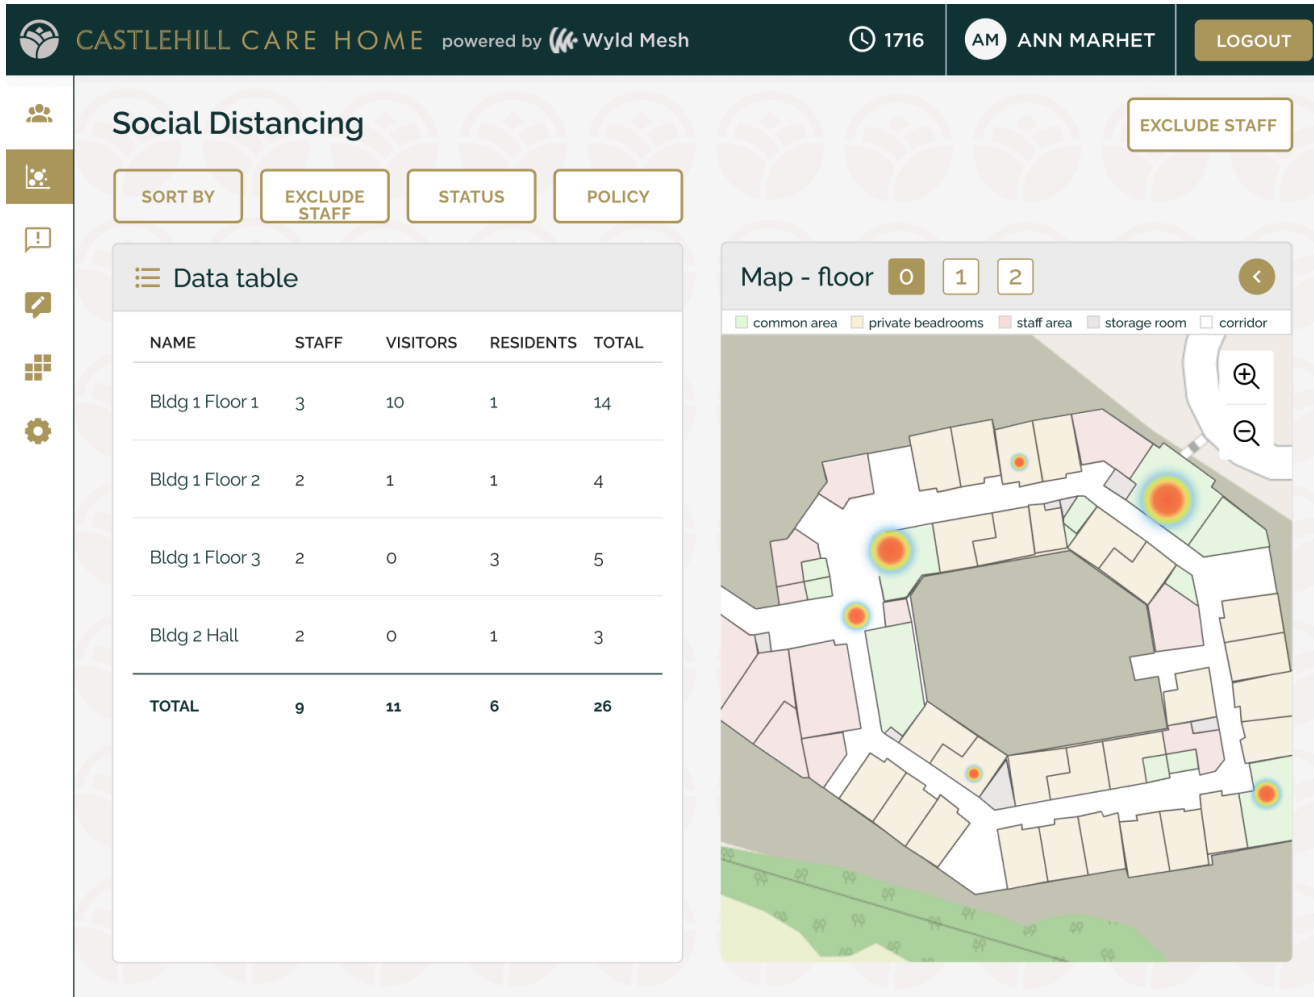 CASTLEHILL CARE HOME powered by Wyld Mesh
1716
AM ANN MARHET
LOGOUT
Social Distancing
EXCLUDE STAFF
SORT BY
EXCLUDE
STAFF
STATUS
POLICY
Data table
NAME STAFF VISITORS RESIDENTS TOTAL
Bldg 1 Floor 1 3 10 1 14
Bldg 1 Floor 2 2 1 1 4
Bldg 1 Floor 3 2 0 3 5
Bldg 2 Hall 2 0 1 3
TOTAL 9 11 6 26
Map - floor 0 1 2
common area private beadrooms staff area storage room corridor